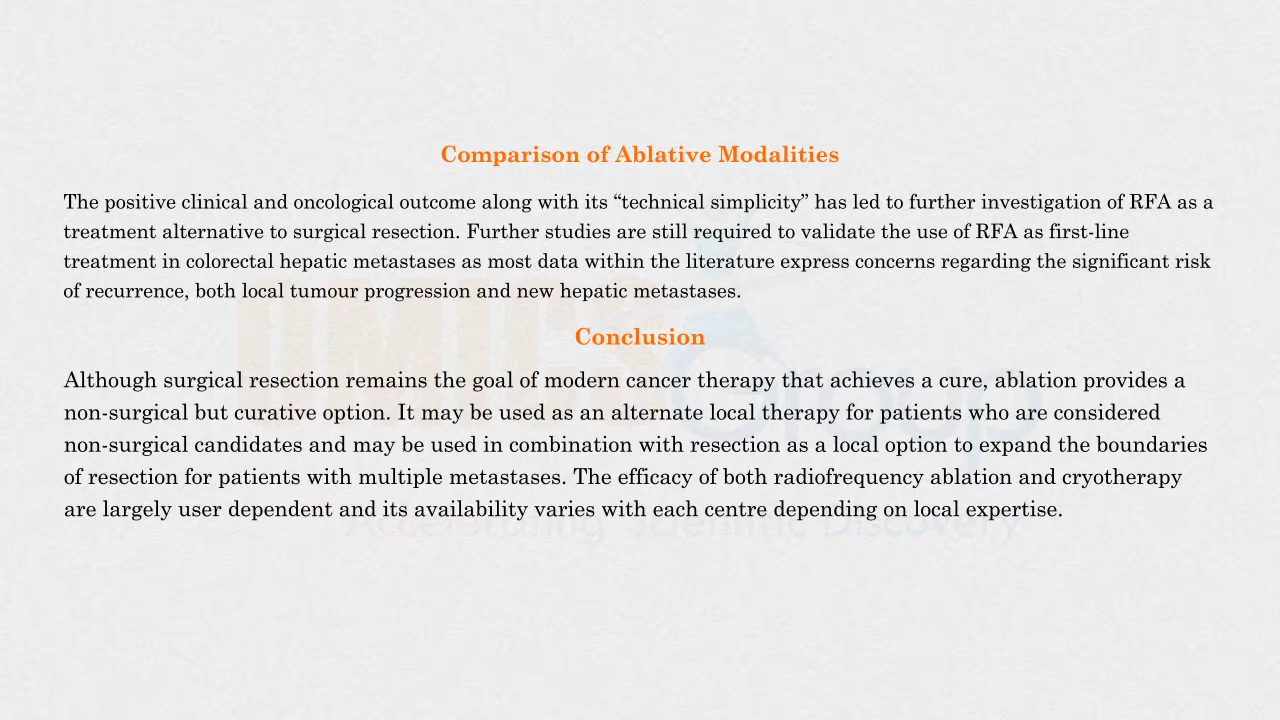 Comparison of Ablative Modalities
The positive clinical and oncological outcome along with its “technical simplicity” has led to further investigation of RFA as a
treatment alternative to surgical resection. Further studies are still required to validate the use of RFA as first-line
treatment in colorectal hepatic metastases as most data within the literature express concerns regarding the significant risk
of recurrence, both local tumour progression and new hepatic metastases.
Conclusion
Although surgical resection remains the goal of modern cancer therapy that achieves a cure, ablation provides a
non-surgical but curative option. It may be used as an alternate local therapy for patients who are considered
non-surgical candidates and may be used in combination with resection as a local option to expand the boundaries
of resection for patients with multiple metastases. The efficacy of both radiofrequency ablation and cryotherapy
are largely user dependent and its availability varies with each centre depending on local expertise.
OMICS
Group
Accelerating Scientific Discovery